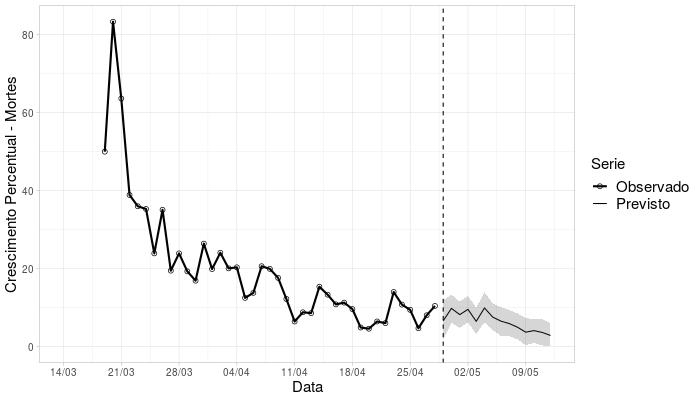 Crescimento Percentual - Mortes
80
60
40
20
0
14/03 21/03 28/03 04/04 11/04 18/04 25/04 02/05 09/05
Data
Serie
Observado
Previsto